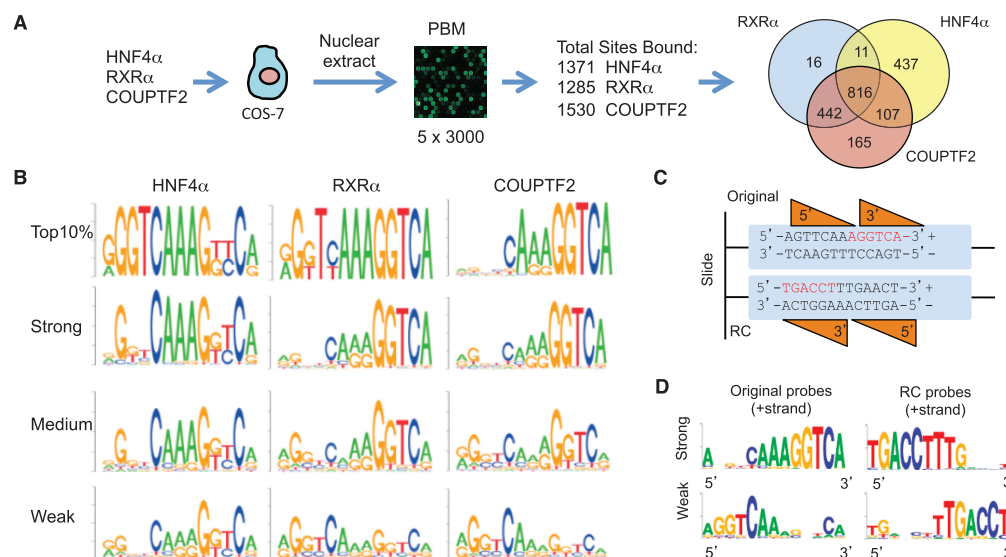 A
HNF4α
RXRα
COUPTF2
COS-7
Nuclear
extract
PBM
5 x 3000
Total Sites Bound:
1371 HNF4α
1285 RXRα
1530 COUPTF2
RXRα
HNF4α
COUPTF2
16
11
437
816
442
107
165
B
HNF4α
RXRα
COUPTF2
Top10%
Strong
Medium
Weak
C
Original
Slide
RC
5’
3’
5’-AGTTCAAAGGTCA-3’ +
3’-TCAAGTTTCCAGT-5’ -
5’-TGACCTTTGAACT-3’ +
3’-ACTGGAAACTTGA-5’ -
3’
5’
D
Original probes
(+strand)
RC probes
(+strand)
Strong
5’
3’
5’
3’
Weak
5’
3’
5’